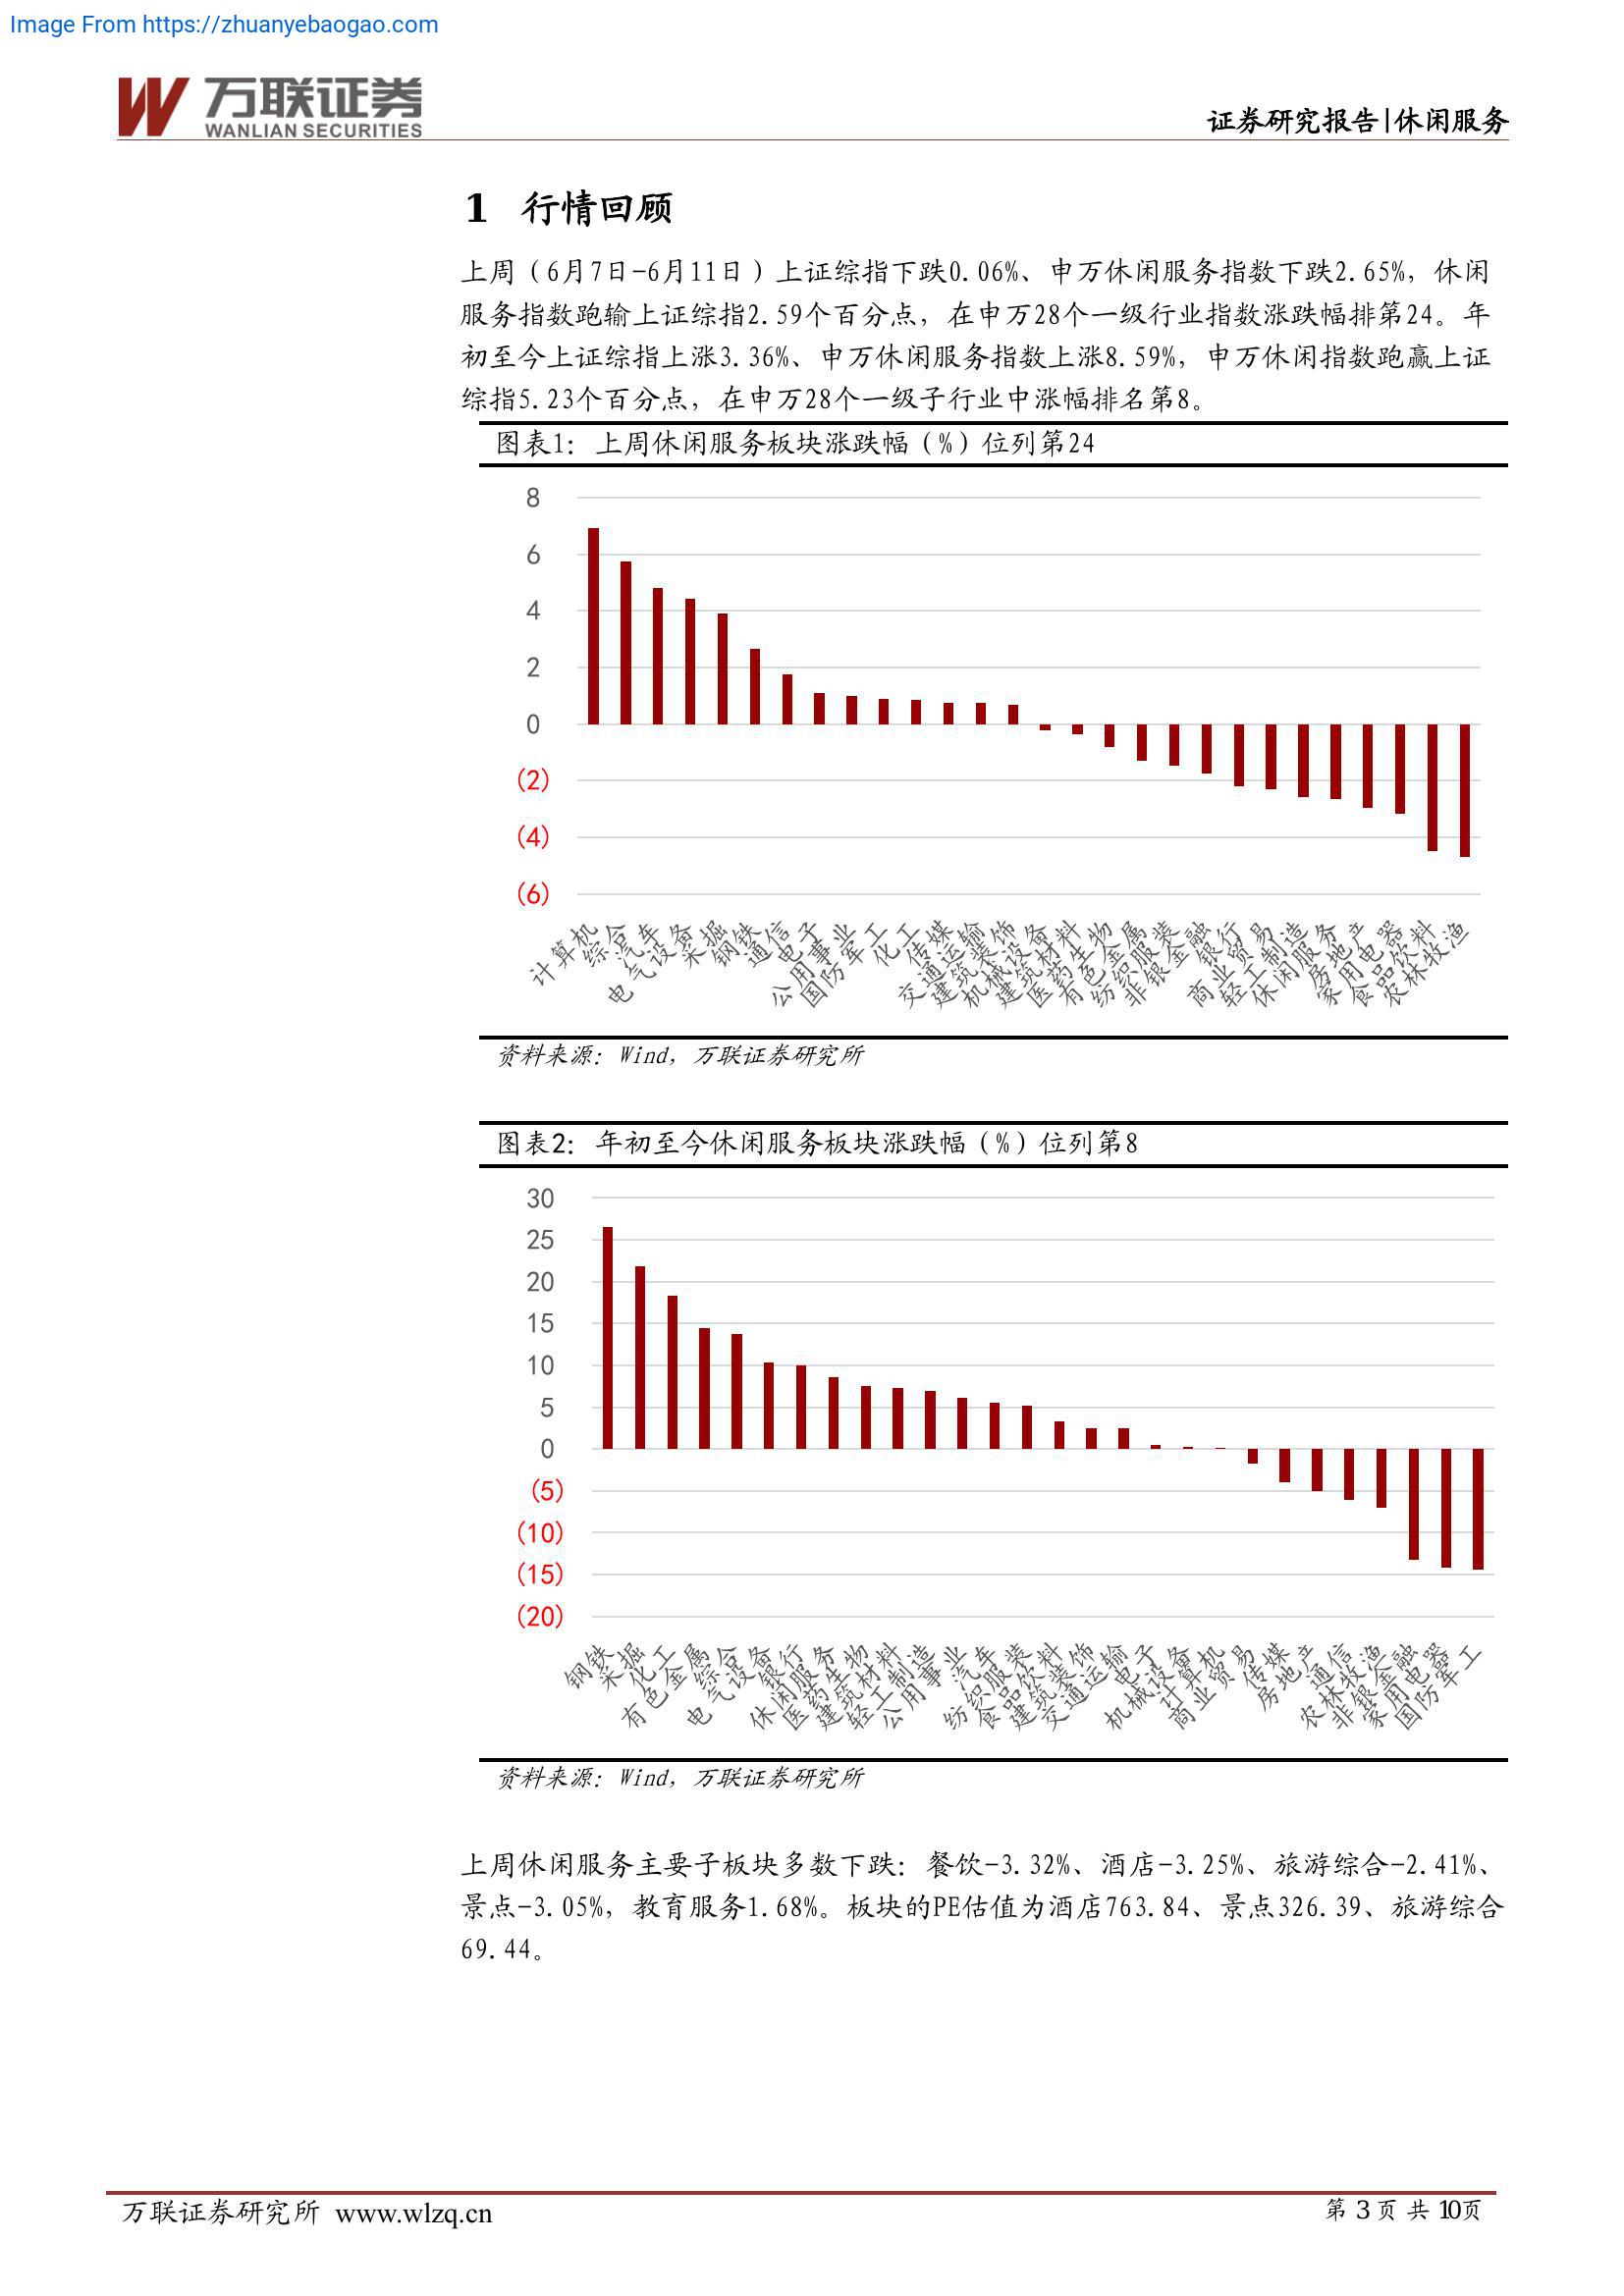 Image From https://zhuanyebaogao.com
万联证券
WANLIAN SECURITIES
证券研究报告|休闲服务
1 行情回顾
上周（6月7日-6月11日）上证综指下跌0.06%、申万休闲服务指数下跌2.65%，休闲
服务指数跑输上证综指2.59个百分点，在申万28个一级行业指数涨跌幅排第24。年
初至今上证综指上涨3.36%、申万休闲服务指数上涨8.59%，申万休闲指数跑赢上证
综指5.23个百分点，在申万28个一级子行业中涨幅排名第8。
图表1：上周休闲服务板块涨跌幅（%）位列第24
8
6
4
2
0
(2)
(4)
(6)
计算机
综合
汽车
电气设备
采掘
钢铁
通信
电子
公用事业
国防军工
化工
传媒
交通运输
建筑装饰
机械设备
建筑材料
医药生物
有色金属
纺织服装
非银金融
银行
商业贸易
轻工制造
休闲服务
房地产
家用电器
食品饮料
农林牧渔
资料来源：Wind，万联证券研究所
图表2：年初至今休闲服务板块涨跌幅（%）位列第8
30
25
20
15
10
5
0
(5)
(10)
(15)
(20)
钢铁
采掘
化工
有色金属
综合
电气设备
银行
休闲服务
医药生物
建筑材料
轻工制造
公用事业
汽车
纺织服装
食品饮料
建筑装饰
交通运输
电子
机械设备
计算机
商业贸易
传媒
房地产
通信
农林牧渔
非银金融
家用电器
国防军工
资料来源：Wind，万联证券研究所
上周休闲服务主要子板块多数下跌：餐饮-3.32%、酒店-3.25%、旅游综合-2.41%、
景点-3.05%，教育服务1.68%。板块的PE估值为酒店763.84、景点326.39、旅游综合
69.44。
万联证券研究所 www.wlzq.cn
第 3 页 共 10页